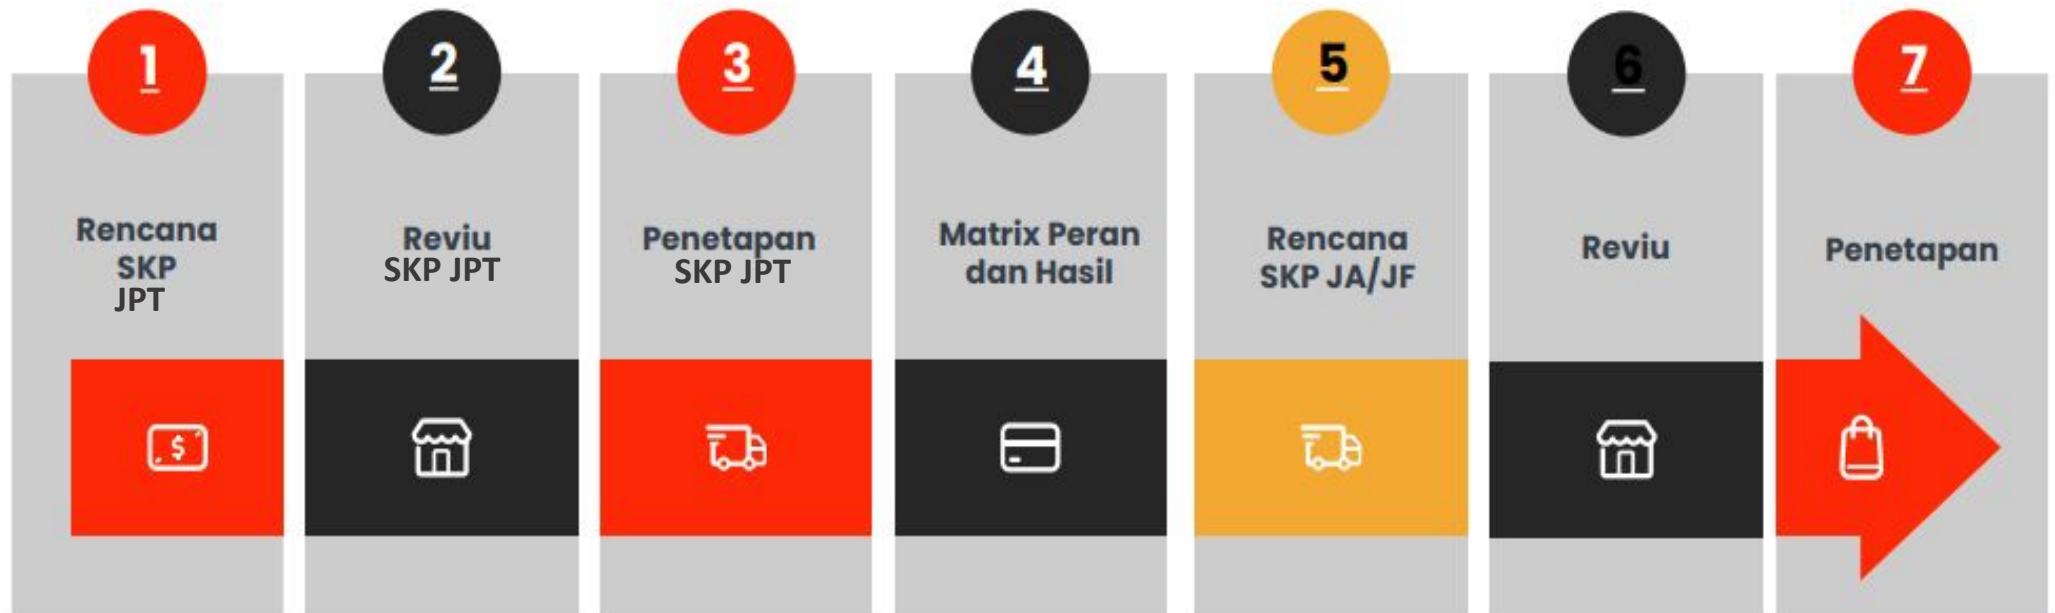 1
Rencana
SKP
JPT
2
Reviu
SKP JPT
3
Penetapan
SKP JPT
4
Matrix Peran
dan Hasil
5
Rencana
SKP JA/JF
6
Reviu
7
Penetapan
$